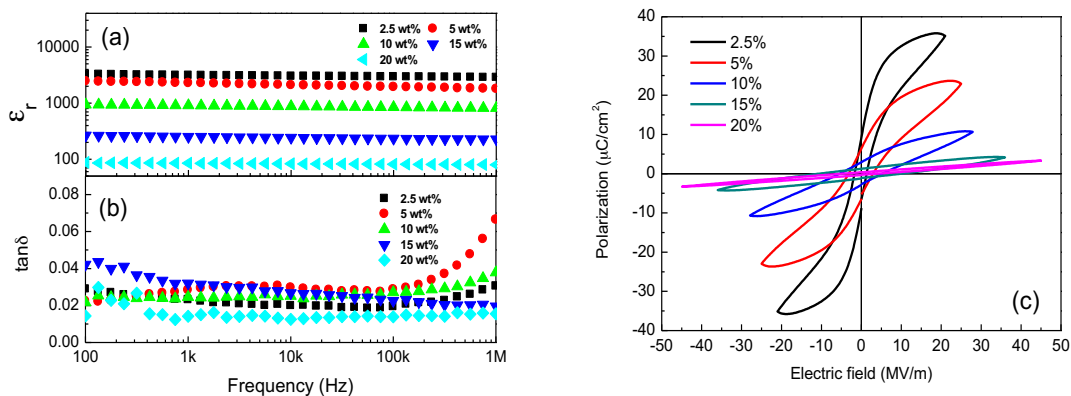 (a)
2.5 wt% 5 wt%
10 wt% 15 wt%
20 wt%
10000
1000
100
εr
(b)
2.5 wt%
5 wt%
10 wt%
15 wt%
20 wt%
0.08
0.06
0.04
0.02
0.00
tanδ
100 1k 10k 100k 1M
Frequency (Hz)
(c)
2.5%
5%
10%
15%
20%
40
30
20
10
0
-10
-20
-30
-40
Polarization (μC/cm2)
-50 -40 -30 -20 -10 0 10 20 30 40 50
Electric field (MV/m)